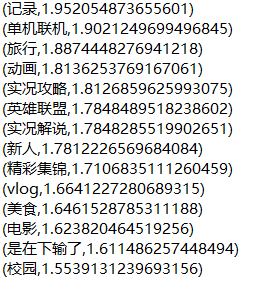 (记录,1.952054873655601)
(单机联机,1.9021249699496845)
(旅行,1.8874448276941218)
(动画,1.8136253769167061)
(实况攻略,1.8126859625993075)
(英雄联盟,1.7848489518238602)
(实况解说,1.7848285519902651)
(新人,1.7812226569684084)
(精彩集锦,1.7106835111260459)
(vlog,1.6641227280689315)
(美食,1.6461528785311188)
(电影,1.623820464519256)
(是在下输了,1.611486257448494)
(校园,1.5539131239693156)